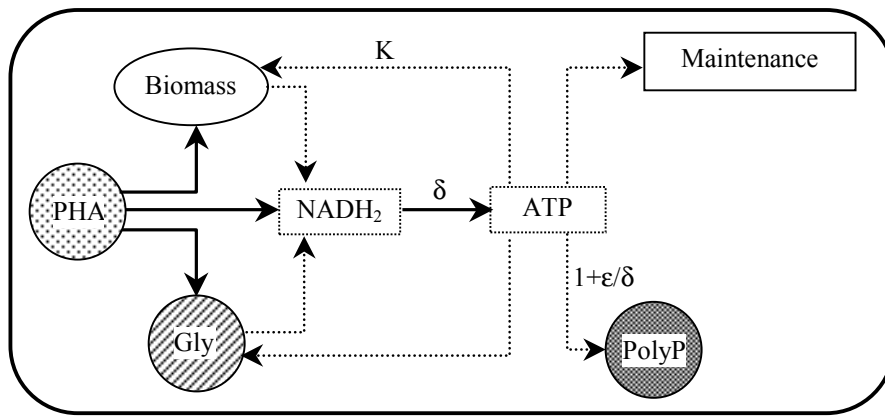 K
Maintenance
Biomass
PHA
NADH₂
δ
ATP
1+ε/δ
Gly
PolyP